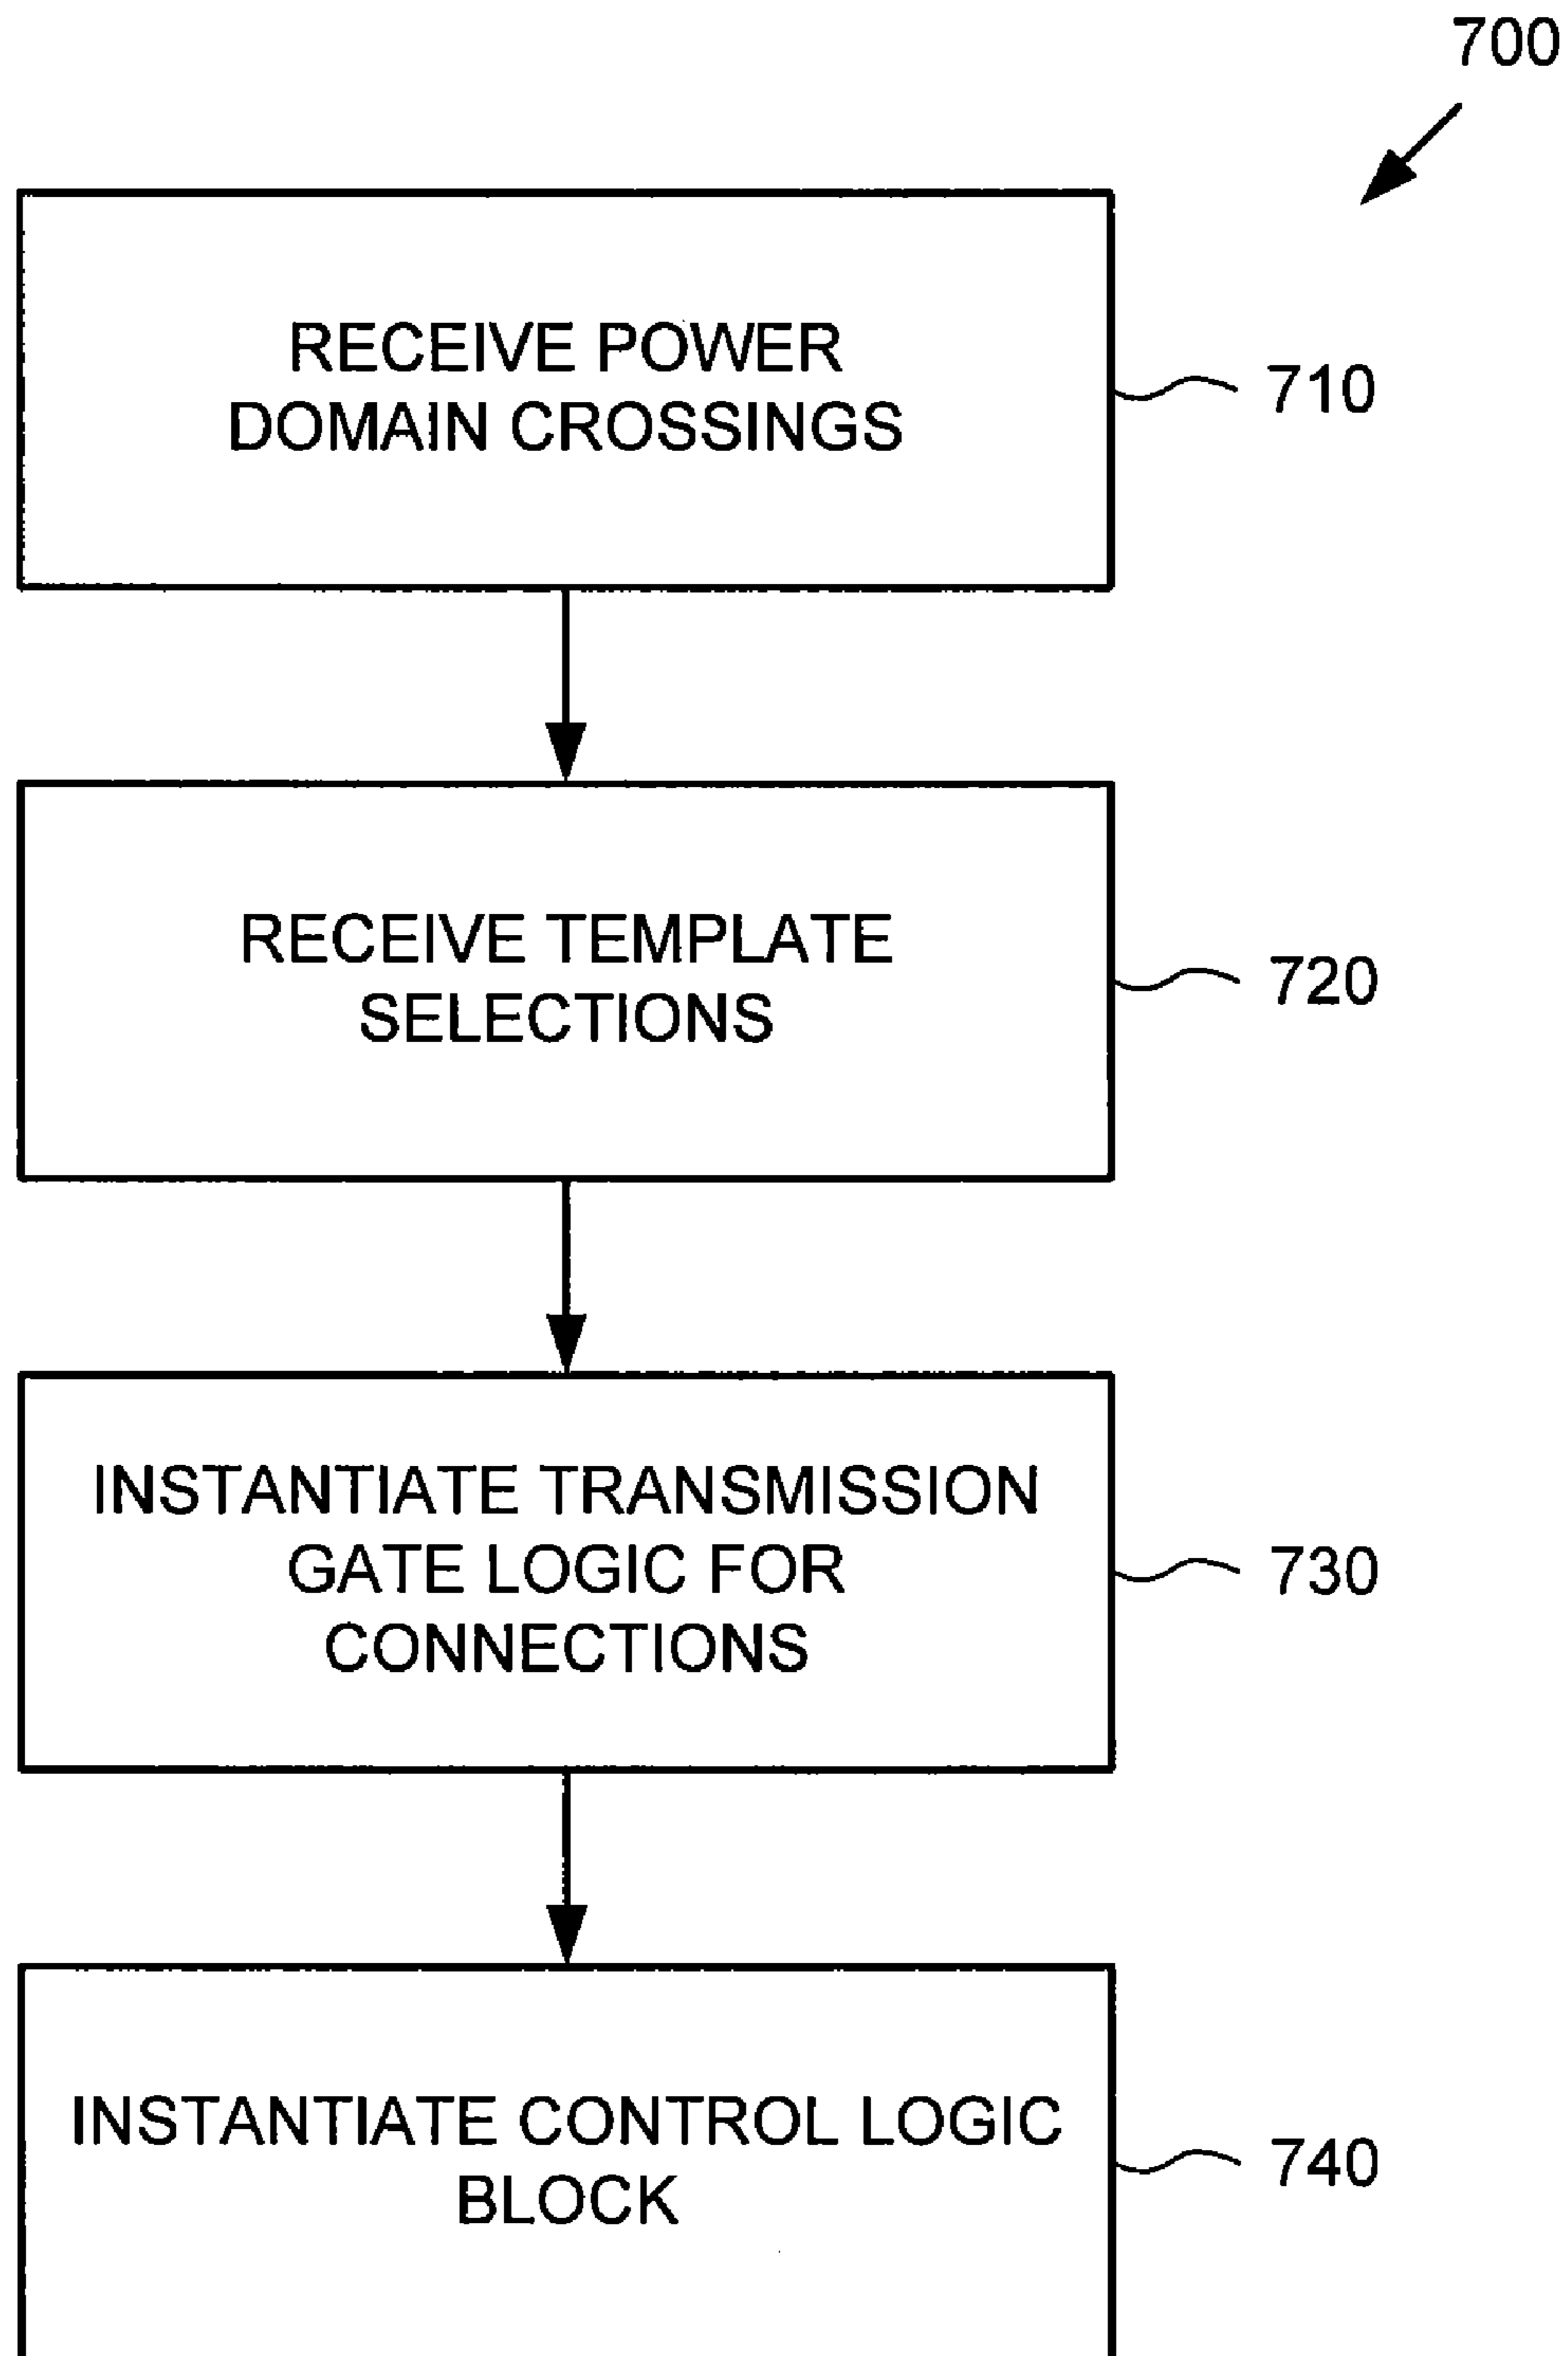 700
RECEIVE POWER
DOMAIN CROSSINGS
710
RECEIVE TEMPLATE
SELECTIONS
720
INSTANTIATE TRANSMISSION
GATE LOGIC FOR
CONNECTIONS
730
INSTANTIATE CONTROL LOGIC
BLOCK
740